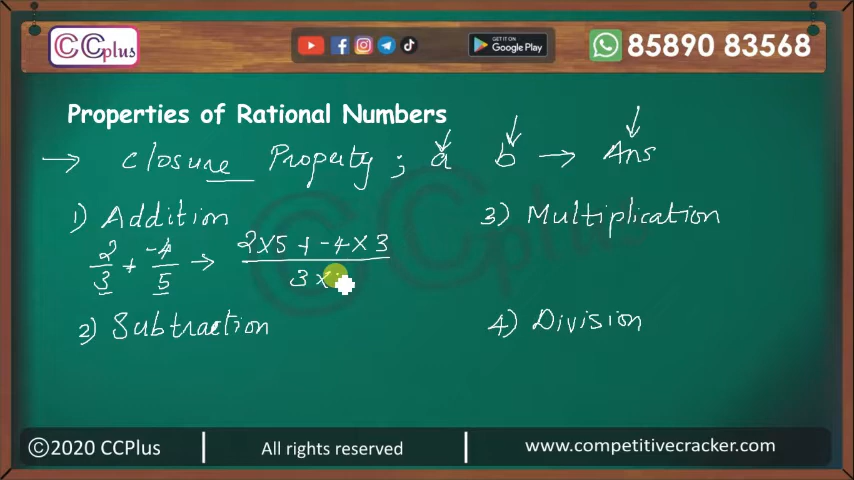 CCplus
GET IT ON
Google Play
85890 83568
Properties of Rational Numbers
→ Closure Property ; a b → Ans
1) Addition
2/3 + -4/5 → 2×5 + -4×3
3×
2) Subtraction
3) Multiplication
4) Division
CCplus
©2020 CCPlus | All rights reserved | www.competitivecracker.com